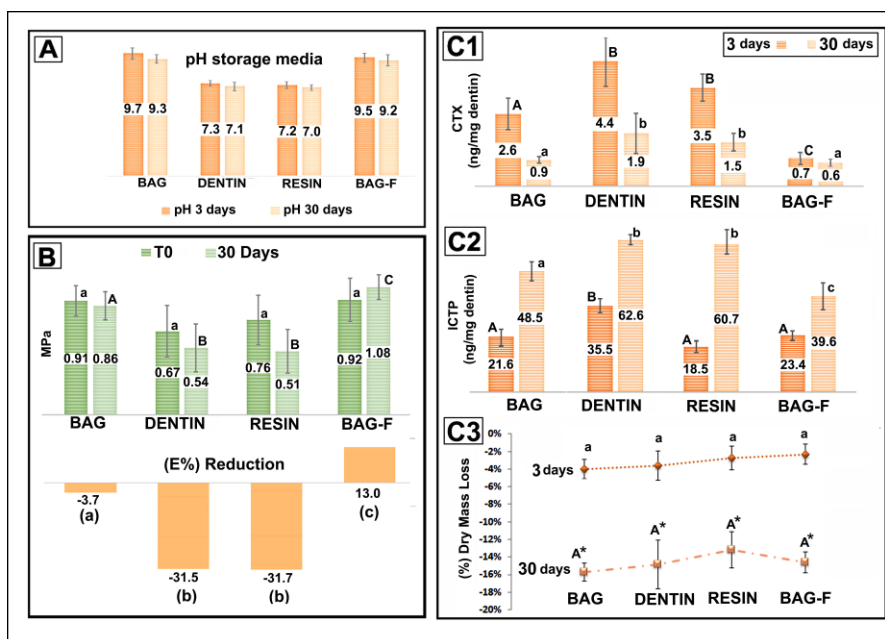 A
pH storage media
9.7 9.3 7.3 7.1 7.2 7.0 9.5 9.2
BAG DENTIN RESIN BAG-F
pH 3 days pH 30 days
B
T0 30 Days
MPa
a A a B a B a C
0.91 0.86 0.67 0.54 0.76 0.51 0.92 1.08
BAG DENTIN RESIN BAG-F
(E%) Reduction
-3.7 -31.5 -31.7 13.0
(a) (b) (b) (c)
C1
3 days 30 days
CTX
(ng/mg dentin)
A a B b B b C a
2.6 0.9 4.4 1.9 3.5 1.5 0.7 0.6
BAG DENTIN RESIN BAG-F
C2
ICTP
(ng/mg dentin)
A a B b A b A c
21.6 48.5 35.5 62.6 18.5 60.7 23.4 39.6
BAG DENTIN RESIN BAG-F
C3
(%) Dry Mass Loss
0%
-2%
-4%
-6%
-8%
-10%
-12%
-14%
-16%
-18%
-20%
a a a a
3 days
A* A* A* A*
30 days
BAG DENTIN RESIN BAG-F